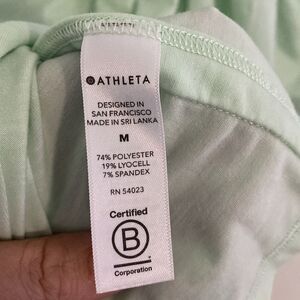 ATHLETA
DESIGNED IN
SAN FRANCISCO
MADE IN SRI LANKA
M
74% POLYESTER
19% LYOCELL
7% SPANDEX
RN 54023
Certified
B
Corporation